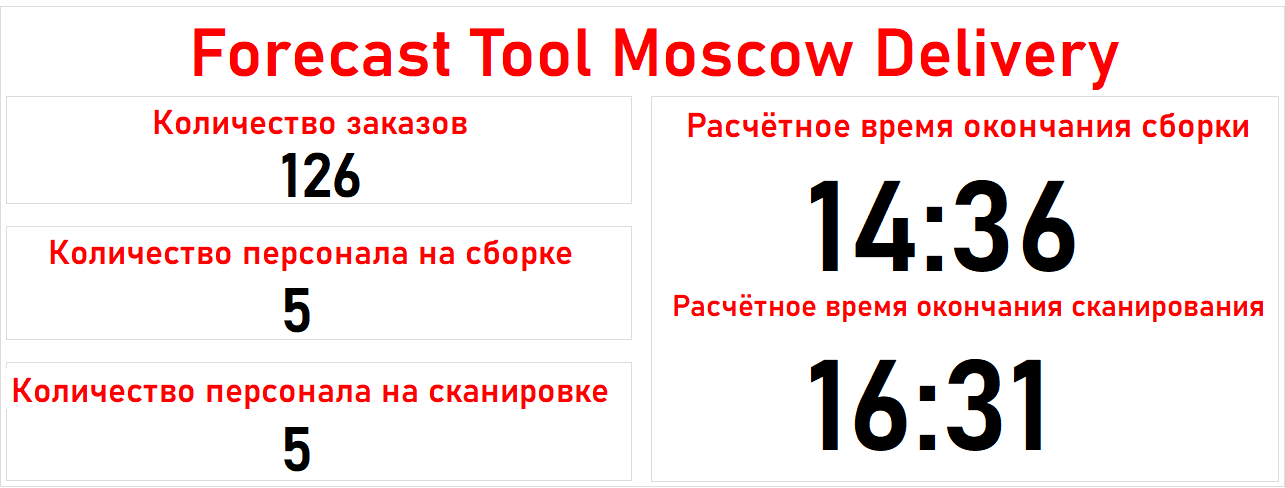 Forecast Tool Moscow Delivery
Количество заказов
126
Количество персонала на сборке
5
Количество персонала на сканировке
5
Расчётное время окончания сборки
14:36
Расчётное время окончания сканирования
16:31